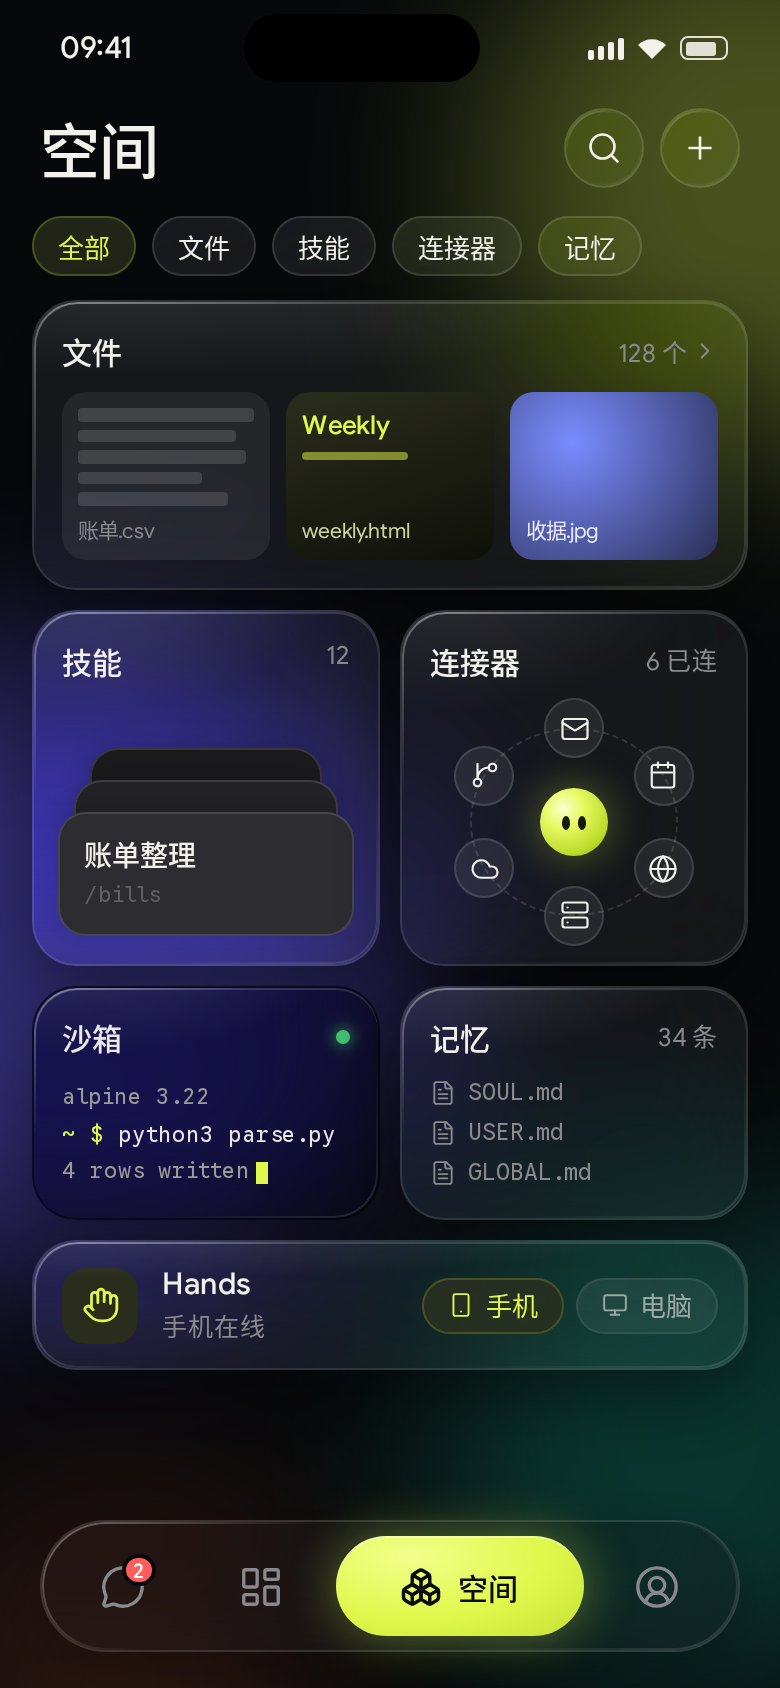 09:41
空间
全部 文件 技能 连接器 记忆
文件 128 个
Weekly
账单.csv weekly.html 收据.jpg
技能 12
账单整理
/bills
连接器 6 已连
沙箱
alpine 3.22
~ $ python3 parse.py
4 rows written
记忆 34 条
SOUL.md
USER.md
GLOBAL.md
Hands
手机在线
手机 电脑
2
空间